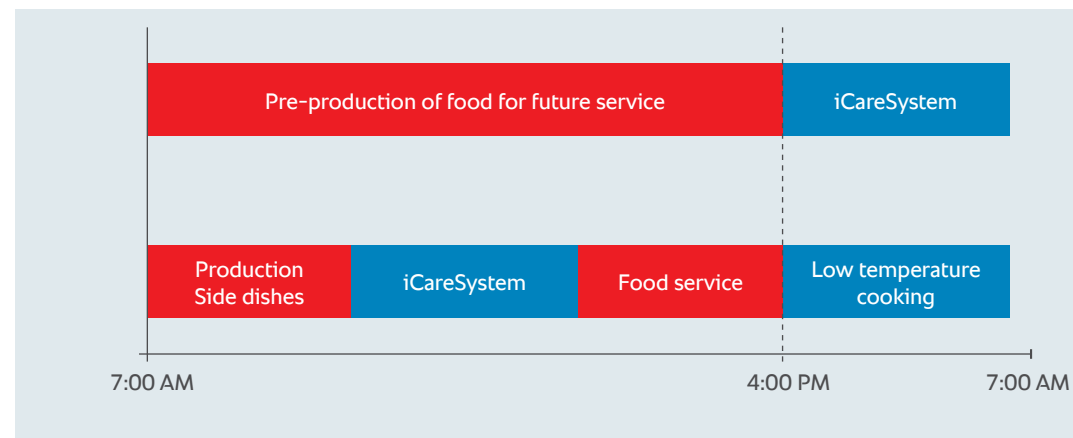 Pre-production of food for future service
iCareSystem
Production
Side dishes
iCareSystem
Food service
Low temperature
cooking
7:00 AM
4:00 PM
7:00 AM